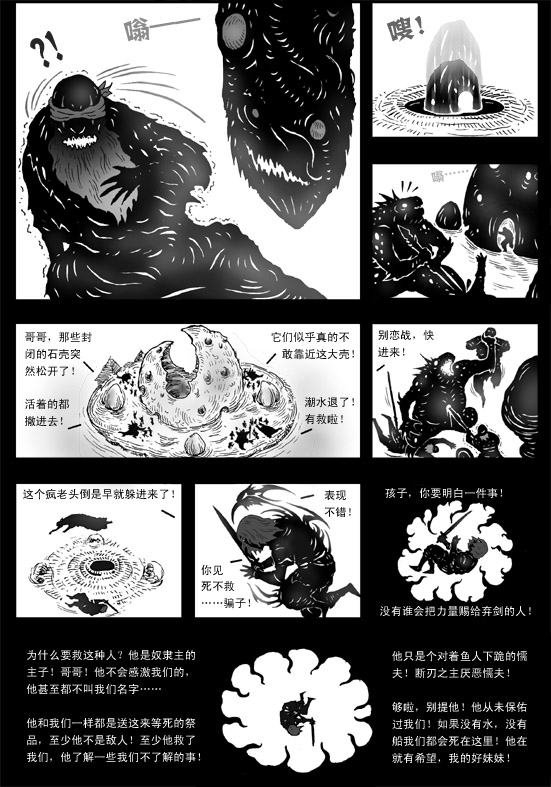 ?!
嗡——
嗖!
嗡……
哥哥，那些封
闭的石壳突
然松开了!
活着的都
撤进去!
它们似乎真的不
敢靠近这大壳!
潮水退了!
有救啦!
别恋战，快
进来!
这个疯老头倒是早就躲进来了!
表现
不错!
你见
死不救
……骗子!
孩子，你要明白一件事!
没有谁会把力量赐给弃剑的人!
为什么要救这种人? 他是奴隶主的
主子! 哥哥! 他不会感激我们的，
他甚至都不叫我们名字……
他和我们一样都是送这来等死的祭
品，至少他不是敌人! 至少他救了
我们，他了解一些我们不了解的事!
他只是个对着鱼人下跪的懦
夫! 断刃之主厌恶懦夫!
够啦，别提他! 他从未保佑
过我们! 如果没有水，没有
船我们都会死在这里! 他在
就有希望，我的好妹妹!